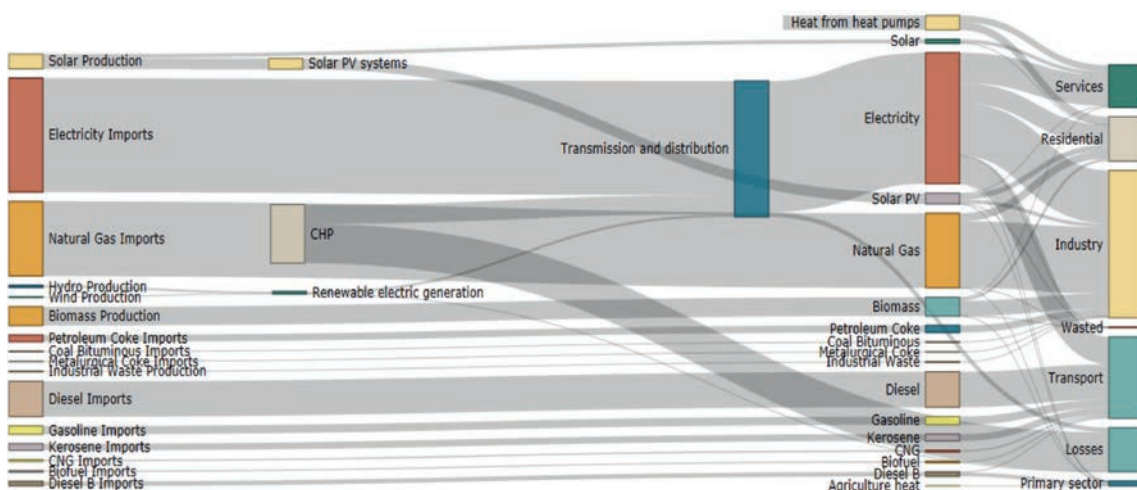 Heat from heat pumps
Solar
Solar Production
Solar PV systems
Services
Electricity Imports
Transmission and distribution
Electricity
Residential
Solar PV
Natural Gas Imports
CHP
Natural Gas
Industry
Hydro Production
Wind Production
Renewable electric generation
Biomass Production
Biomass
Petroleum Coke Imports
Petroleum Coke
Wasted
Coal Bituminous Imports
Coal Bituminous
Metalurgical Coke Imports
Metalurgical Coke
Industrial Waste Production
Industrial Waste
Diesel Imports
Diesel
Transport
Gasoline Imports
Gasoline
Kerosene Imports
Kerosene
Losses
CNG Imports
CNG
Biofuel Imports
Biofuel
Diesel B Imports
Diesel B
Agriculture heat
Primary sector